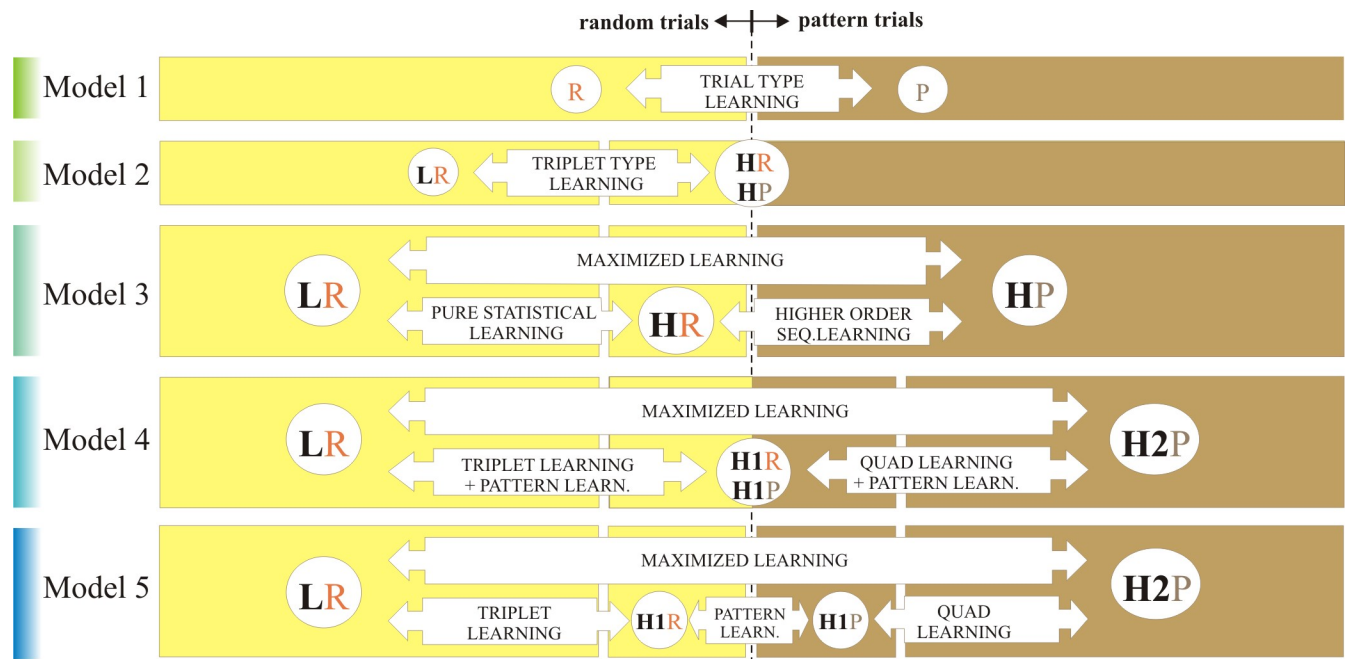 random trials pattern trials
Model 1
R
TRIAL TYPE
LEARNING
P
Model 2
LR
TRIPLET TYPE
LEARNING
HR
HP
Model 3
MAXIMIZED LEARNING
LR
PURE STATISTICAL
LEARNING
HR
HIGHER ORDER
SEQ.LEARNING
HP
Model 4
MAXIMIZED LEARNING
LR
TRIPLET LEARNING
+ PATTERN LEARN.
H1R
H1P
QUAD LEARNING
+ PATTERN LEARN.
H2P
Model 5
MAXIMIZED LEARNING
LR
TRIPLET
LEARNING
H1R
PATTERN
LEARN.
H1P
QUAD
LEARNING
H2P